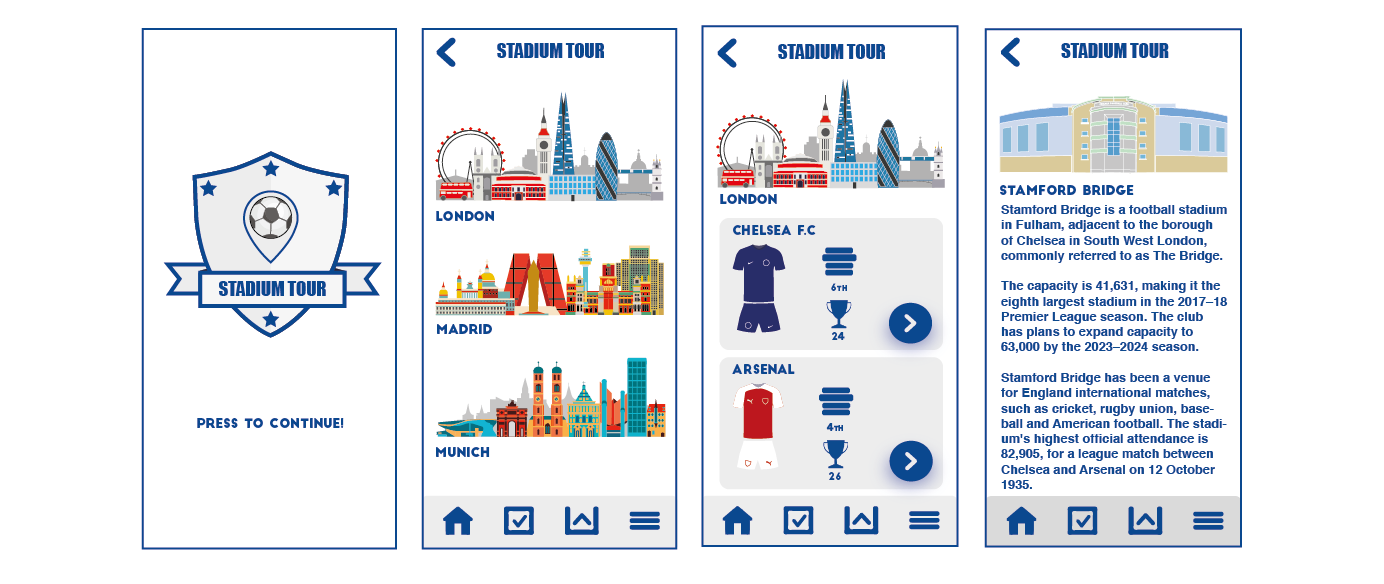 STADIUM TOUR
PRESS TO CONTINUE!
STADIUM TOUR
LONDON
MADRID
MUNICH
STADIUM TOUR
LONDON
CHELSEA F.C
6TH
24
ARSENAL
4TH
26
STADIUM TOUR
STAMFORD BRIDGE
Stamford Bridge is a football stadium
in Fulham, adjacent to the borough
of Chelsea in South West London,
commonly referred to as The Bridge.
The capacity is 41,631, making it the
eighth largest stadium in the 2017–18
Premier League season. The club
has plans to expand capacity to
63,000 by the 2023–2024 season.
Stamford Bridge has been a venue
for England international matches,
such as cricket, rugby union, base-
ball and American football. The stadi-
um's highest official attendance is
82,905, for a league match between
Chelsea and Arsenal on 12 October
1935.